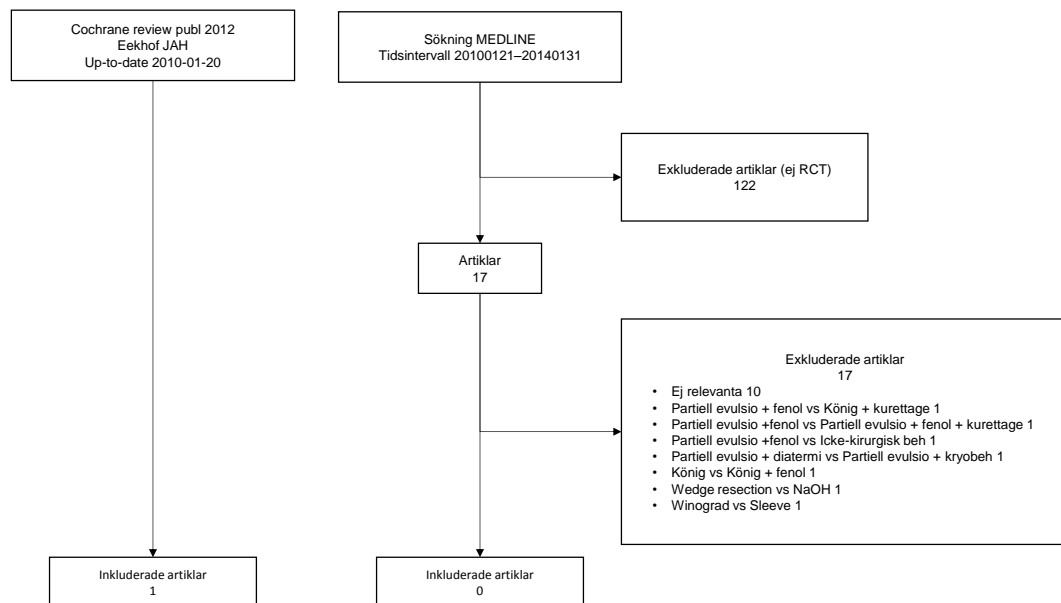 Cochrane review publ 2012
Eekhof JAH
Up-to-date 2010-01-20
Sökning MEDLINE
Tidsintervall 20100121–20140131
Exkluderade artiklar (ej RCT)
122
Artiklar
17
Exkluderade artiklar
17
• Ej relevanta 10
• Partiell evulsio + fenol vs König + kurettage 1
• Partiell evulsio +fenol vs Partiell evulsio + fenol + kurettage 1
• Partiell evulsio +fenol vs Icke-kirurgisk beh 1
• Partiell evulsio + diatermi vs Partiell evulsio + kryobeh 1
• König vs König + fenol 1
• Wedge resection vs NaOH 1
• Winograd vs Sleeve 1
Inkluderade artiklar
1
Inkluderade artiklar
0